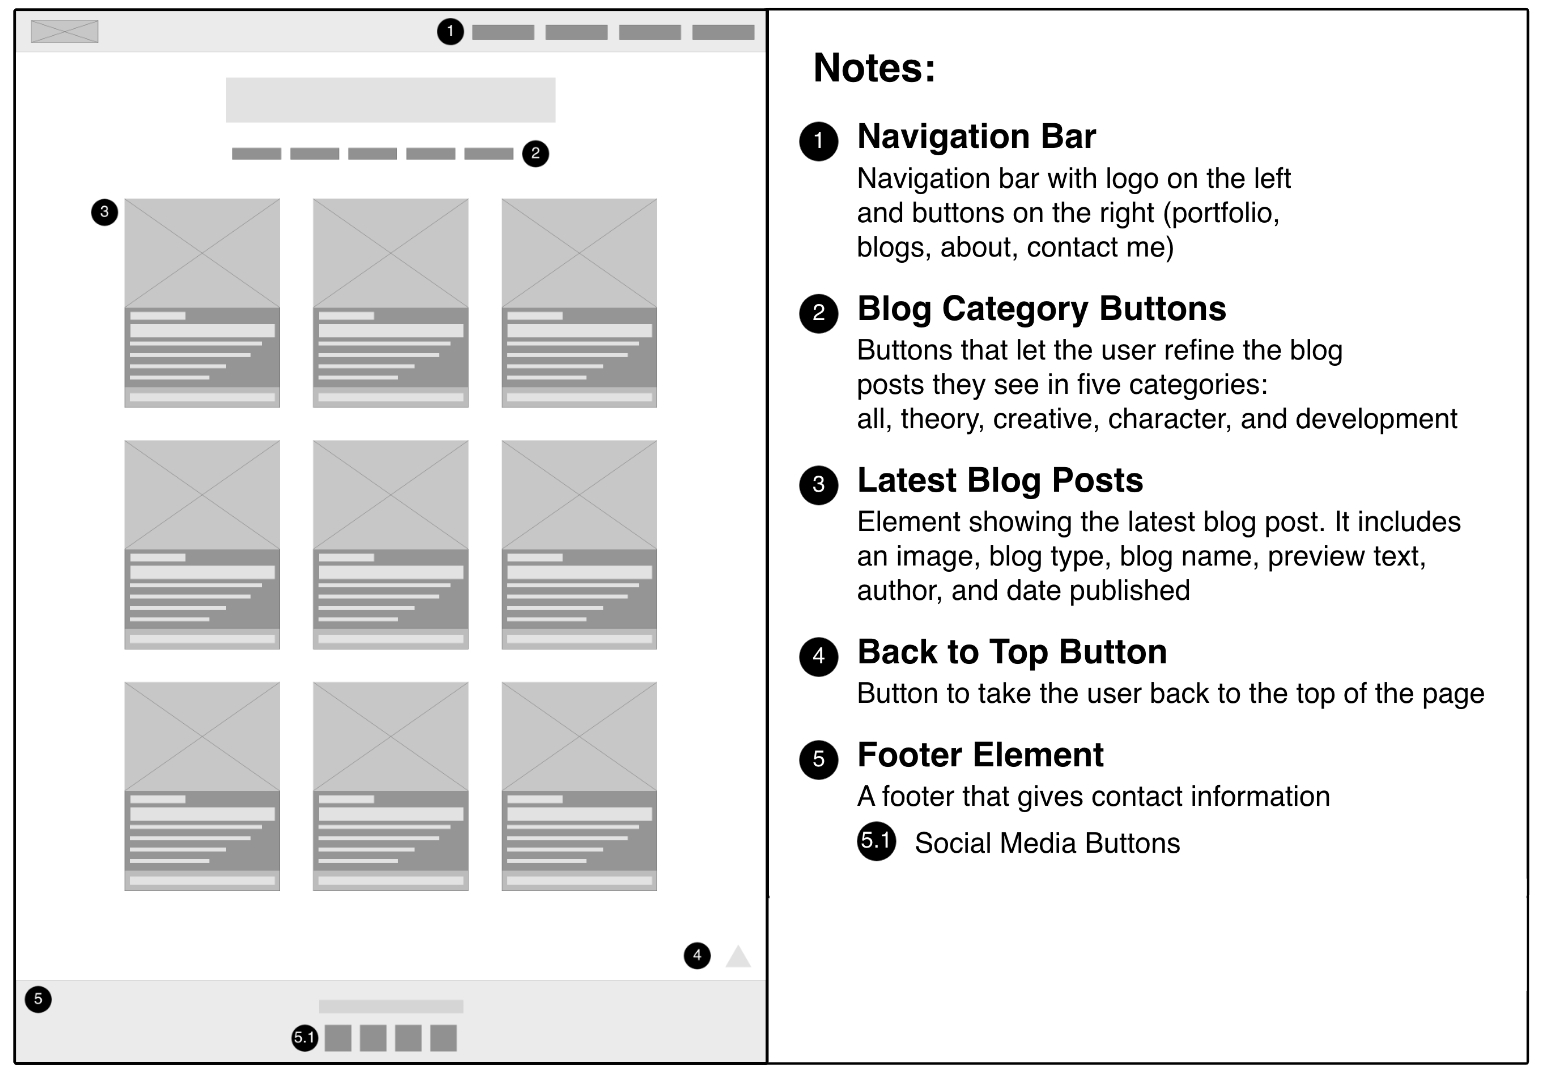 1
2
3
4
5
5.1
Notes:
1 Navigation Bar
Navigation bar with logo on the left
and buttons on the right (portfolio,
blogs, about, contact me)
2 Blog Category Buttons
Buttons that let the user refine the blog
posts they see in five categories:
all, theory, creative, character, and development
3 Latest Blog Posts
Element showing the latest blog post. It includes
an image, blog type, blog name, preview text,
author, and date published
4 Back to Top Button
Button to take the user back to the top of the page
5 Footer Element
A footer that gives contact information
5.1 Social Media Buttons